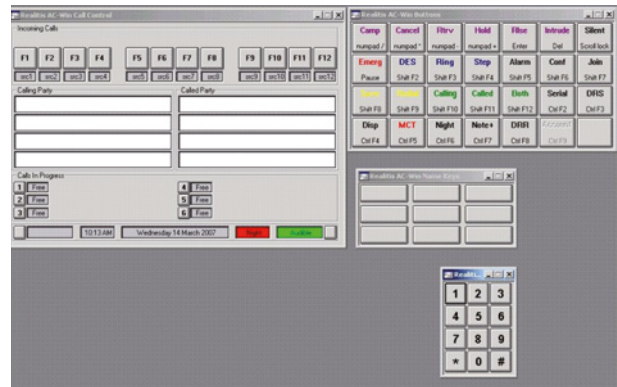 Realitis AC-Win Call Control
Incoming Calls
F1 F2 F3 F4 F5 F6 F7 F8 F9 F10 F11 F12
src1 src2 src3 src4 src5 src6 src7 src8 src9 src10 src11 src12
Calling Party Called Party
Calls In Progress
1 Free 4 Free
2 Free 5 Free
3 Free 6 Free
10:13 AM Wednesday 14 March 2007 Night Audible
Realitis AC-Win Buttons
Camp Cancel Rtrv Hold Rlse Intrude Silent
numpad / numpad * numpad - numpad + Enter Del Scroll lock
Emerg DES Ring Step Alarm Conf Join
Pause Shift F2 Shift F3 Shift F4 Shift F5 Shift F6 Shift F7
Calling Called Both Serial DRS
Shift F8 Shift F9 Shift F10 Shift F11 Shift F12 Ctrl F2 Ctrl F3
Disp MCT Night Note+ DRR Account
Ctrl F4 Ctrl F5 Ctrl F6 Ctrl F7 Ctrl F8 Ctrl F9
Realitis AC-Win Name Keys
Realiti...
1 2 3
4 5 6
7 8 9
* 0 #